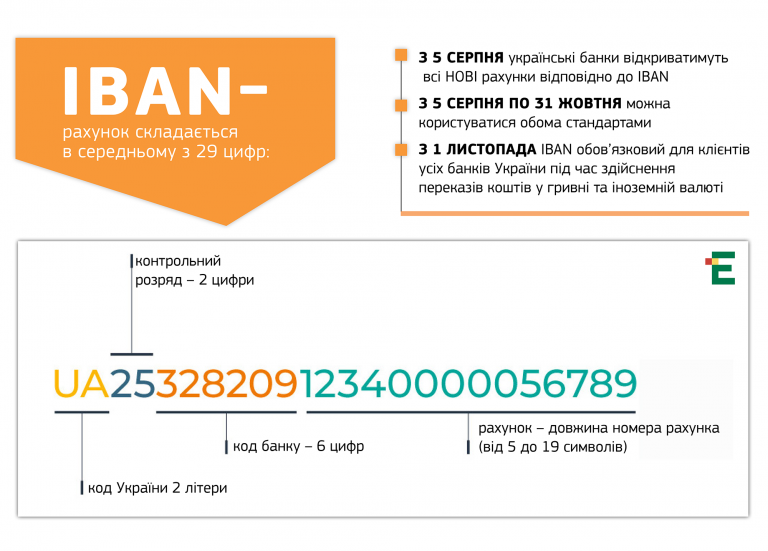 IBAN–
рахунок складається
в середньому з 29 цифр:
З 5 СЕРПНЯ українські банки відкриватимуть
всі НОВІ рахунки відповідно до IBAN
З 5 СЕРПНЯ ПО 31 ЖОВТНЯ можна
користуватися обома стандартами
З 1 ЛИСТОПАДА IBAN обов’язковий для клієнтів
усіх банків України під час здійснення
переказів коштів у гривні та іноземній валюті
контрольний
розряд – 2 цифри
E
UA2532820912340000056789
рахунок – довжина номера рахунка
(від 5 до 19 символів)
код банку – 6 цифр
код України 2 літери